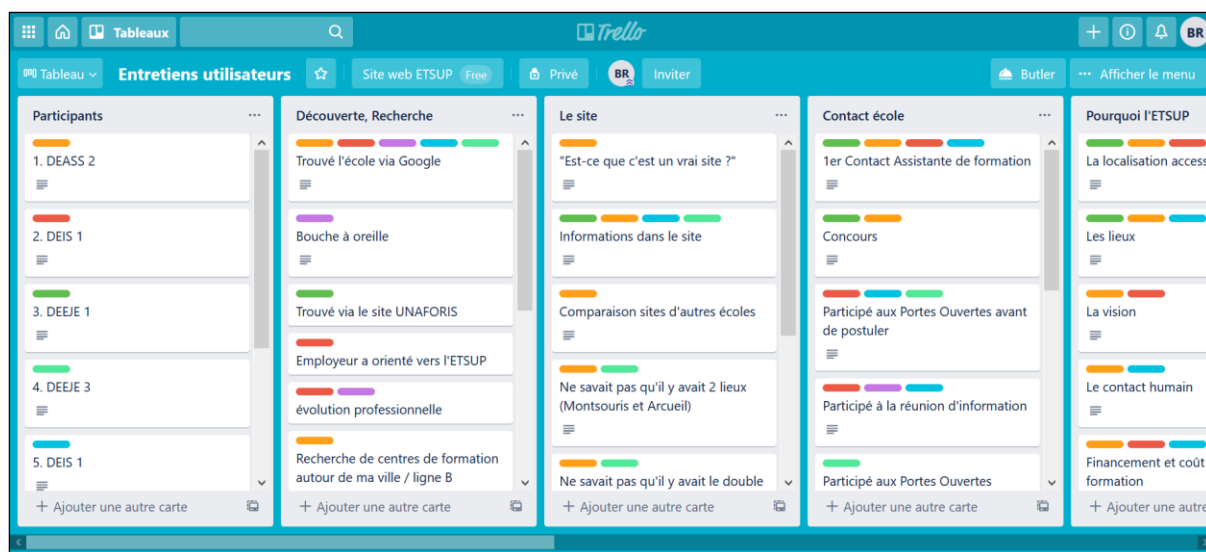 Tableaux
Trello
BR
Tableau
Entretiens utilisateurs
Site web ETSUP Free
Privé
BR
Inviter
Butler
Afficher le menu
Participants
1. DEASS 2
2. DEIS 1
3. DEEJE 1
4. DEEJE 3
5. DEIS 1
+ Ajouter une autre carte
Découverte, Recherche
Trouvé l'école via Google
Bouche à oreille
Trouvé via le site UNAFORIS
Employeur a orienté vers l'ETSUP
évolution professionnelle
Recherche de centres de formation
autour de ma ville / ligne B
+ Ajouter une autre carte
Le site
"Est-ce que c'est un vrai site ?"
Informations dans le site
Comparaison sites d'autres écoles
Ne savait pas qu'il y avait 2 lieux
(Montsouris et Arcueil)
Ne savait pas qu'il y avait le double
+ Ajouter une autre carte
Contact école
1er Contact Assistante de formation
Concours
Participé aux Portes Ouvertes avant
de postuler
Participé à la réunion d'information
Participé aux Portes Ouvertes
+ Ajouter une autre carte
Pourquoi l'ETSUP
La localisation access
Les lieux
La vision
Le contact humain
Financement et coût
formation
+ Ajouter une autre